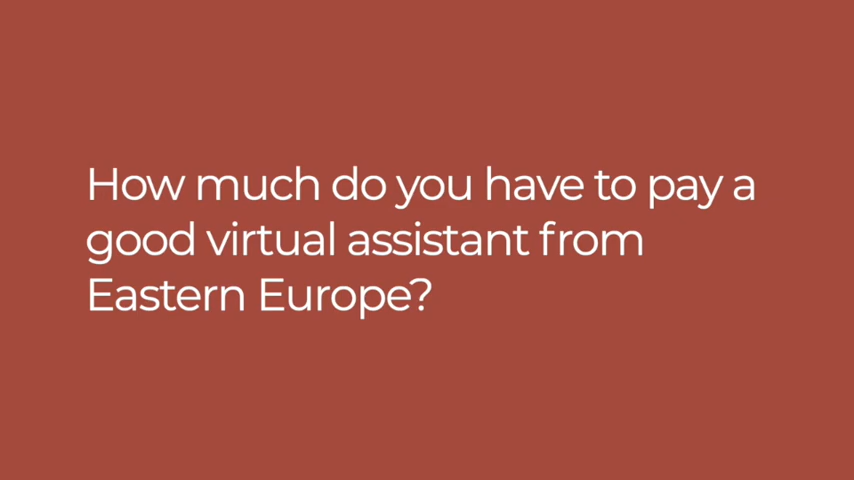 How much do you have to pay a
good virtual assistant from
Eastern Europe?